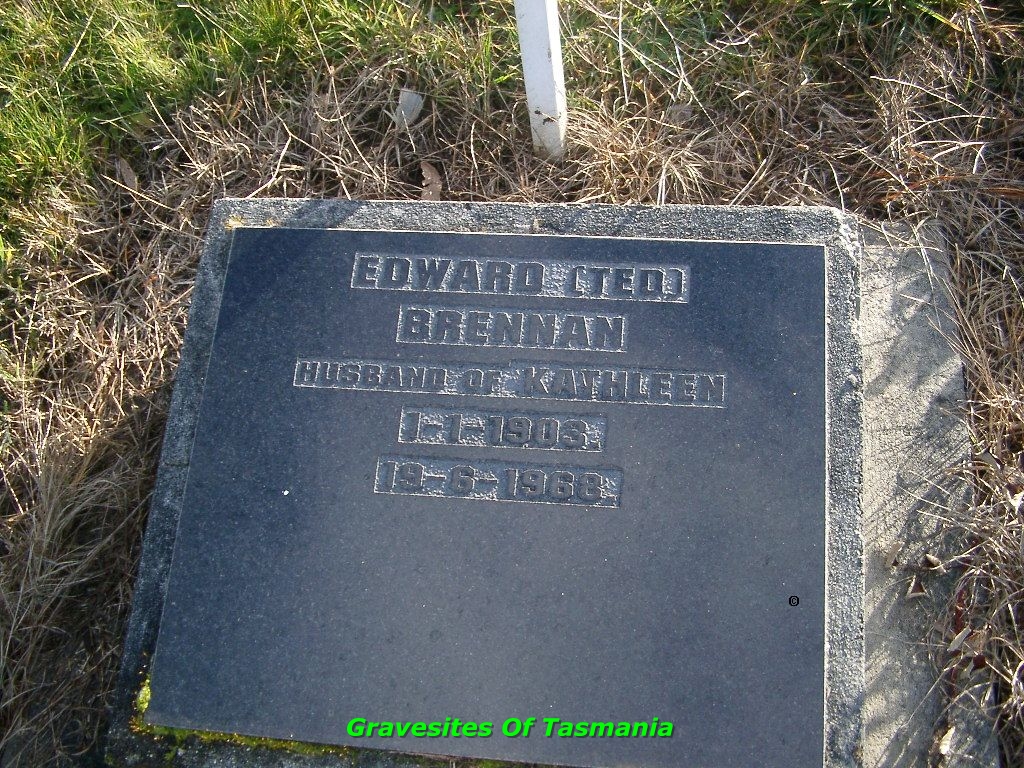 EDWARD (TED)
BRENNAN
HUSBAND OF KATHLEEN
1-1-1903.
19-6-1968.
©
Gravesites Of Tasmania